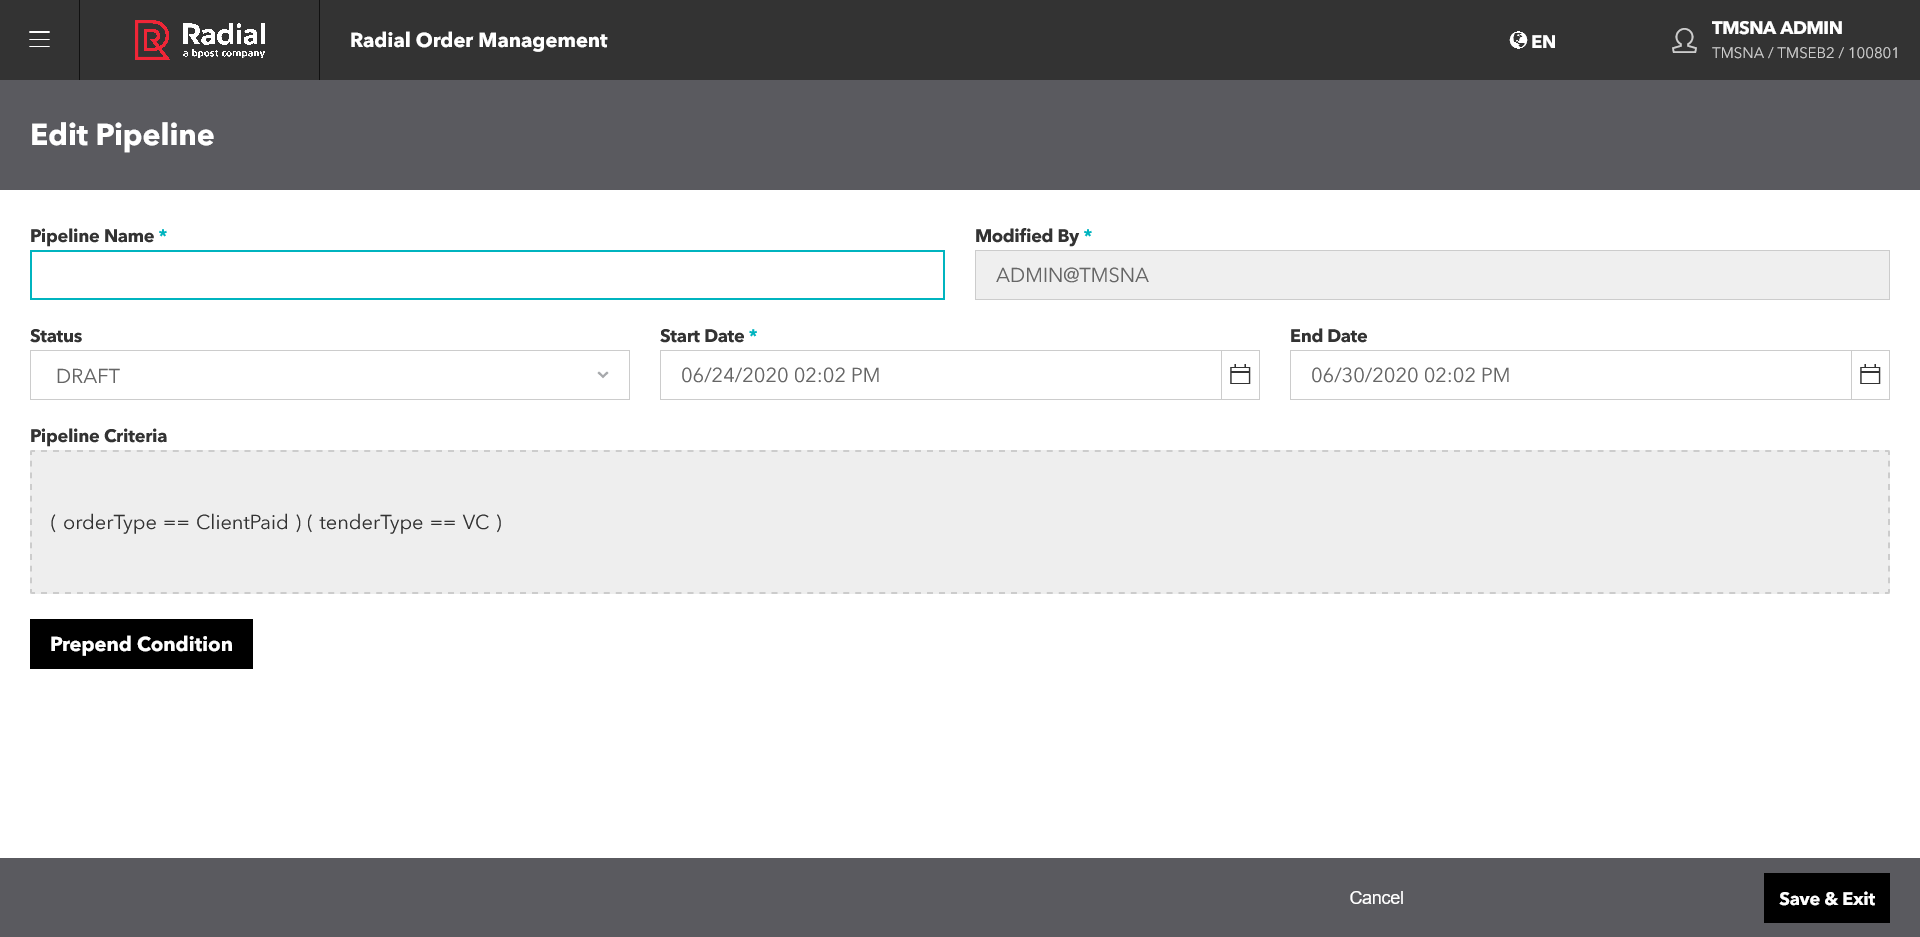 Radial
a bpost company
Radial Order Management
EN
TMSNA ADMIN
TMSNA / TMSEB2 / 100801
Edit Pipeline
Pipeline Name *
Modified By *
ADMIN@TMSNA
Status
Start Date *
End Date
DRAFT
06/24/2020 02:02 PM
06/30/2020 02:02 PM
Pipeline Criteria
( orderType == ClientPaid ) ( tenderType == VC )
Prepend Condition
Cancel
Save & Exit